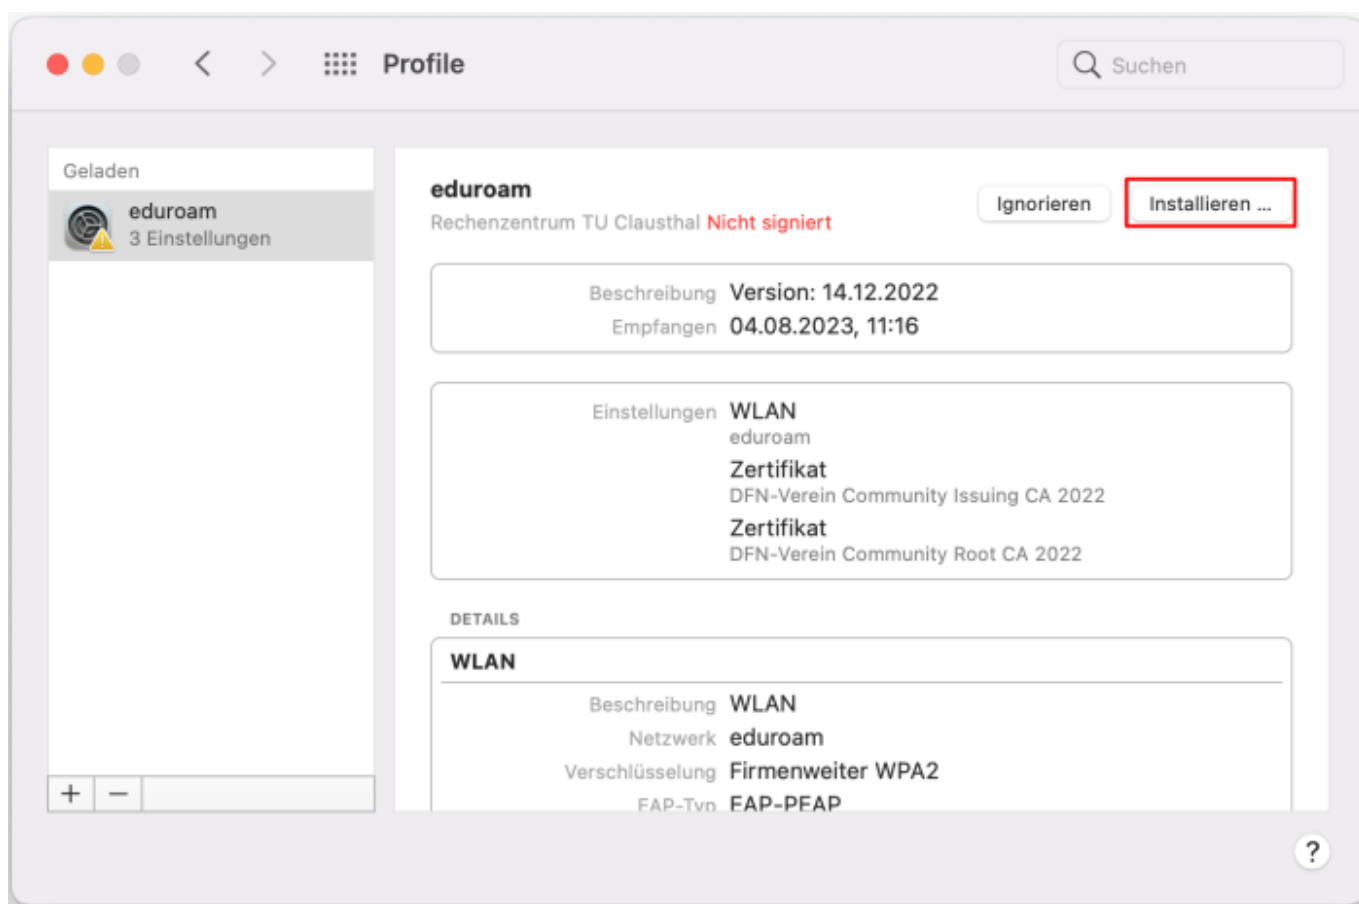 Profile
Suchen
Geladen
eduroam
3 Einstellungen
eduroam
Rechenzentrum TU Clausthal Nicht signiert
Ignorieren
Installieren ...
Beschreibung Version: 14.12.2022
Empfangen 04.08.2023, 11:16
Einstellungen WLAN
eduroam
Zertifikat
DFN-Verein Community Issuing CA 2022
Zertifikat
DFN-Verein Community Root CA 2022
DETAILS
WLAN
Beschreibung WLAN
Netzwerk eduroam
Verschlüsselung Firmenweiter WPA2
EAP-Typ EAP-PEAP
+ −
?